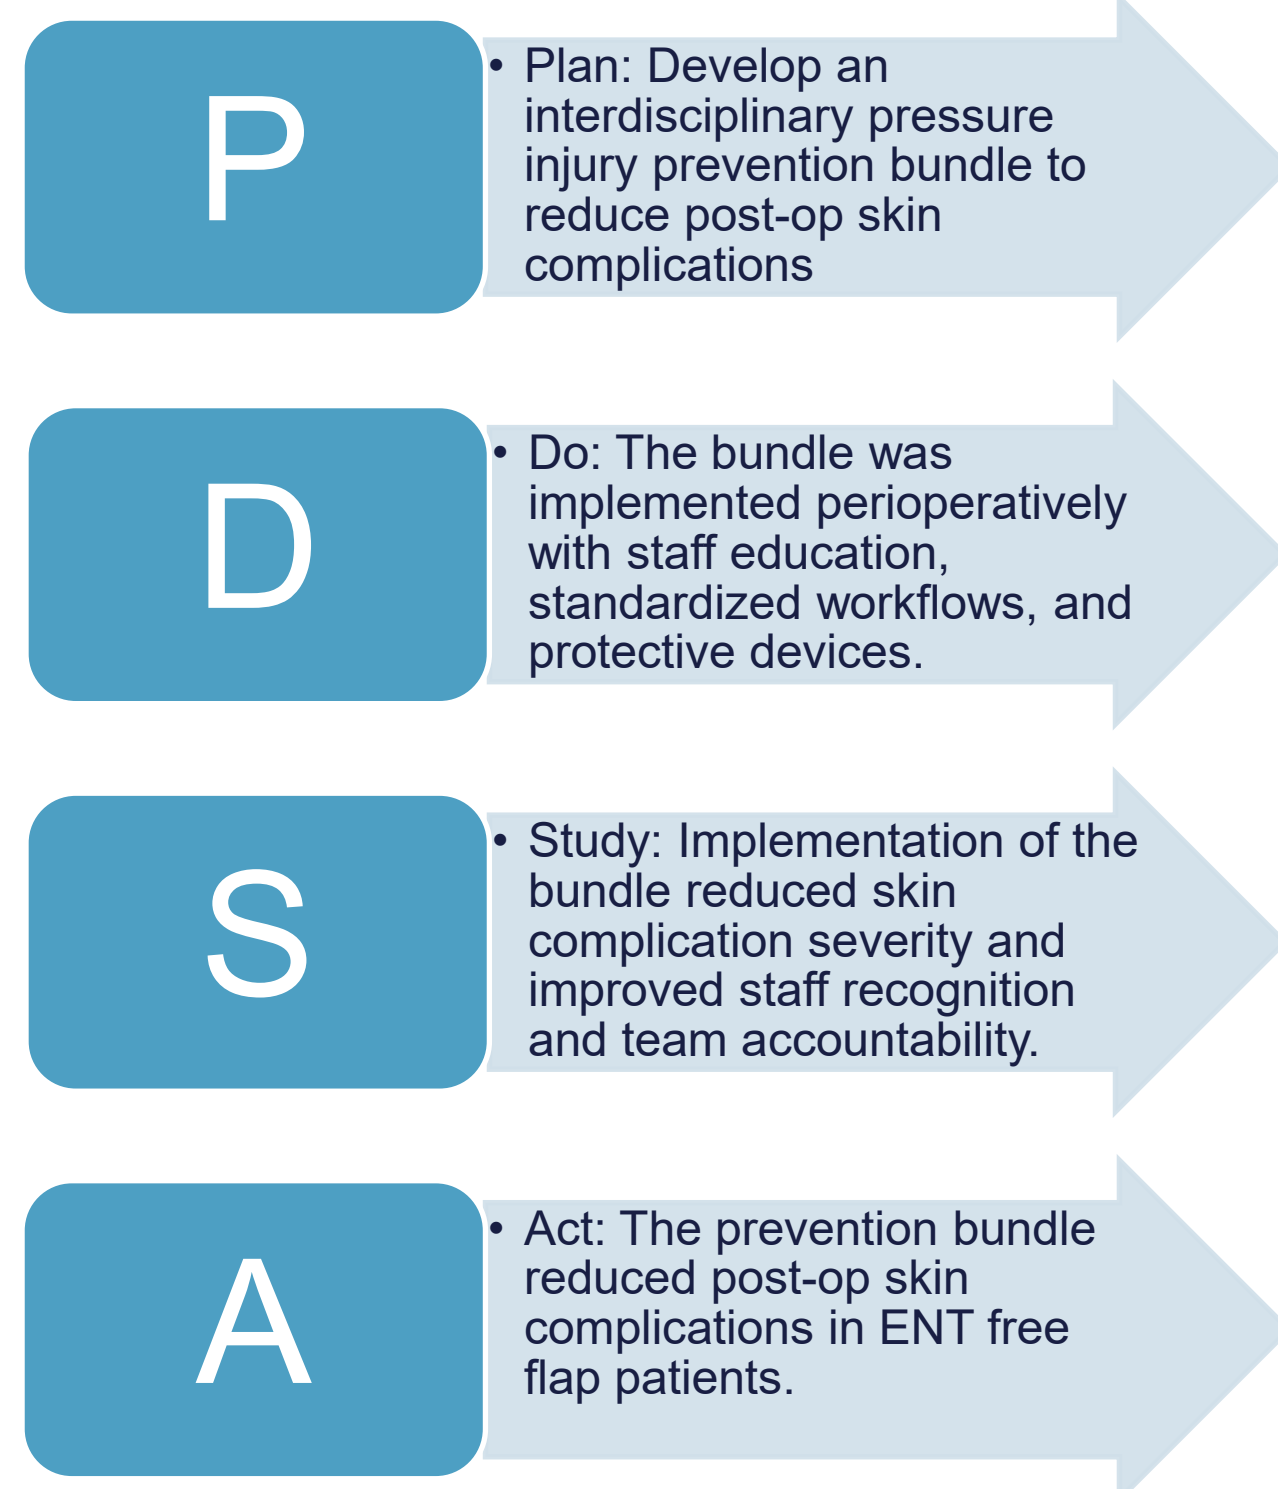 P
• Plan: Develop an
interdisciplinary pressure
injury prevention bundle to
reduce post-op skin
complications
D
• Do: The bundle was
implemented perioperatively
with staff education,
standardized workflows, and
protective devices.
S
• Study: Implementation of the
bundle reduced skin
complication severity and
improved staff recognition
and team accountability.
A
• Act: The prevention bundle
reduced post-op skin
complications in ENT free
flap patients.